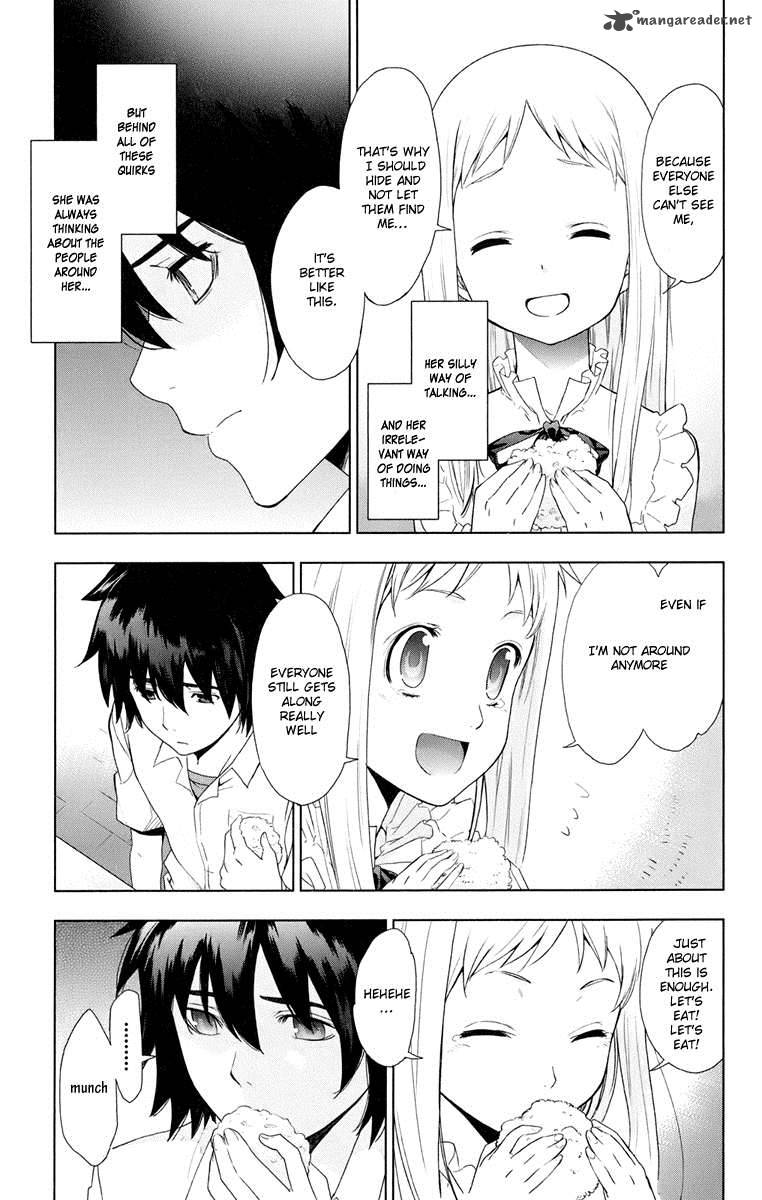 mangareader.net
BECAUSE
EVERYONE
ELSE
CAN'T SEE
ME,
THAT'S WHY
I SHOULD
HIDE AND
NOT LET
THEM FIND
ME...
IT'S
BETTER
LIKE
THIS.
HER SILLY
WAY OF
TALKING...
AND HER
IRRELE-
VANT WAY
OF DOING
THINGS...
BUT
BEHIND
ALL OF
THESE
QUIRKS
SHE WAS
ALWAYS
THINKING
ABOUT THE
PEOPLE
AROUND
HER...
EVEN IF
I'M NOT AROUND
ANYMORE
EVERYONE
STILL GETS
ALONG
REALLY
WELL
JUST
ABOUT
THIS IS
ENOUGH.
LET'S
EAT!
LET'S
EAT!
HEHEHE
...
........
munch